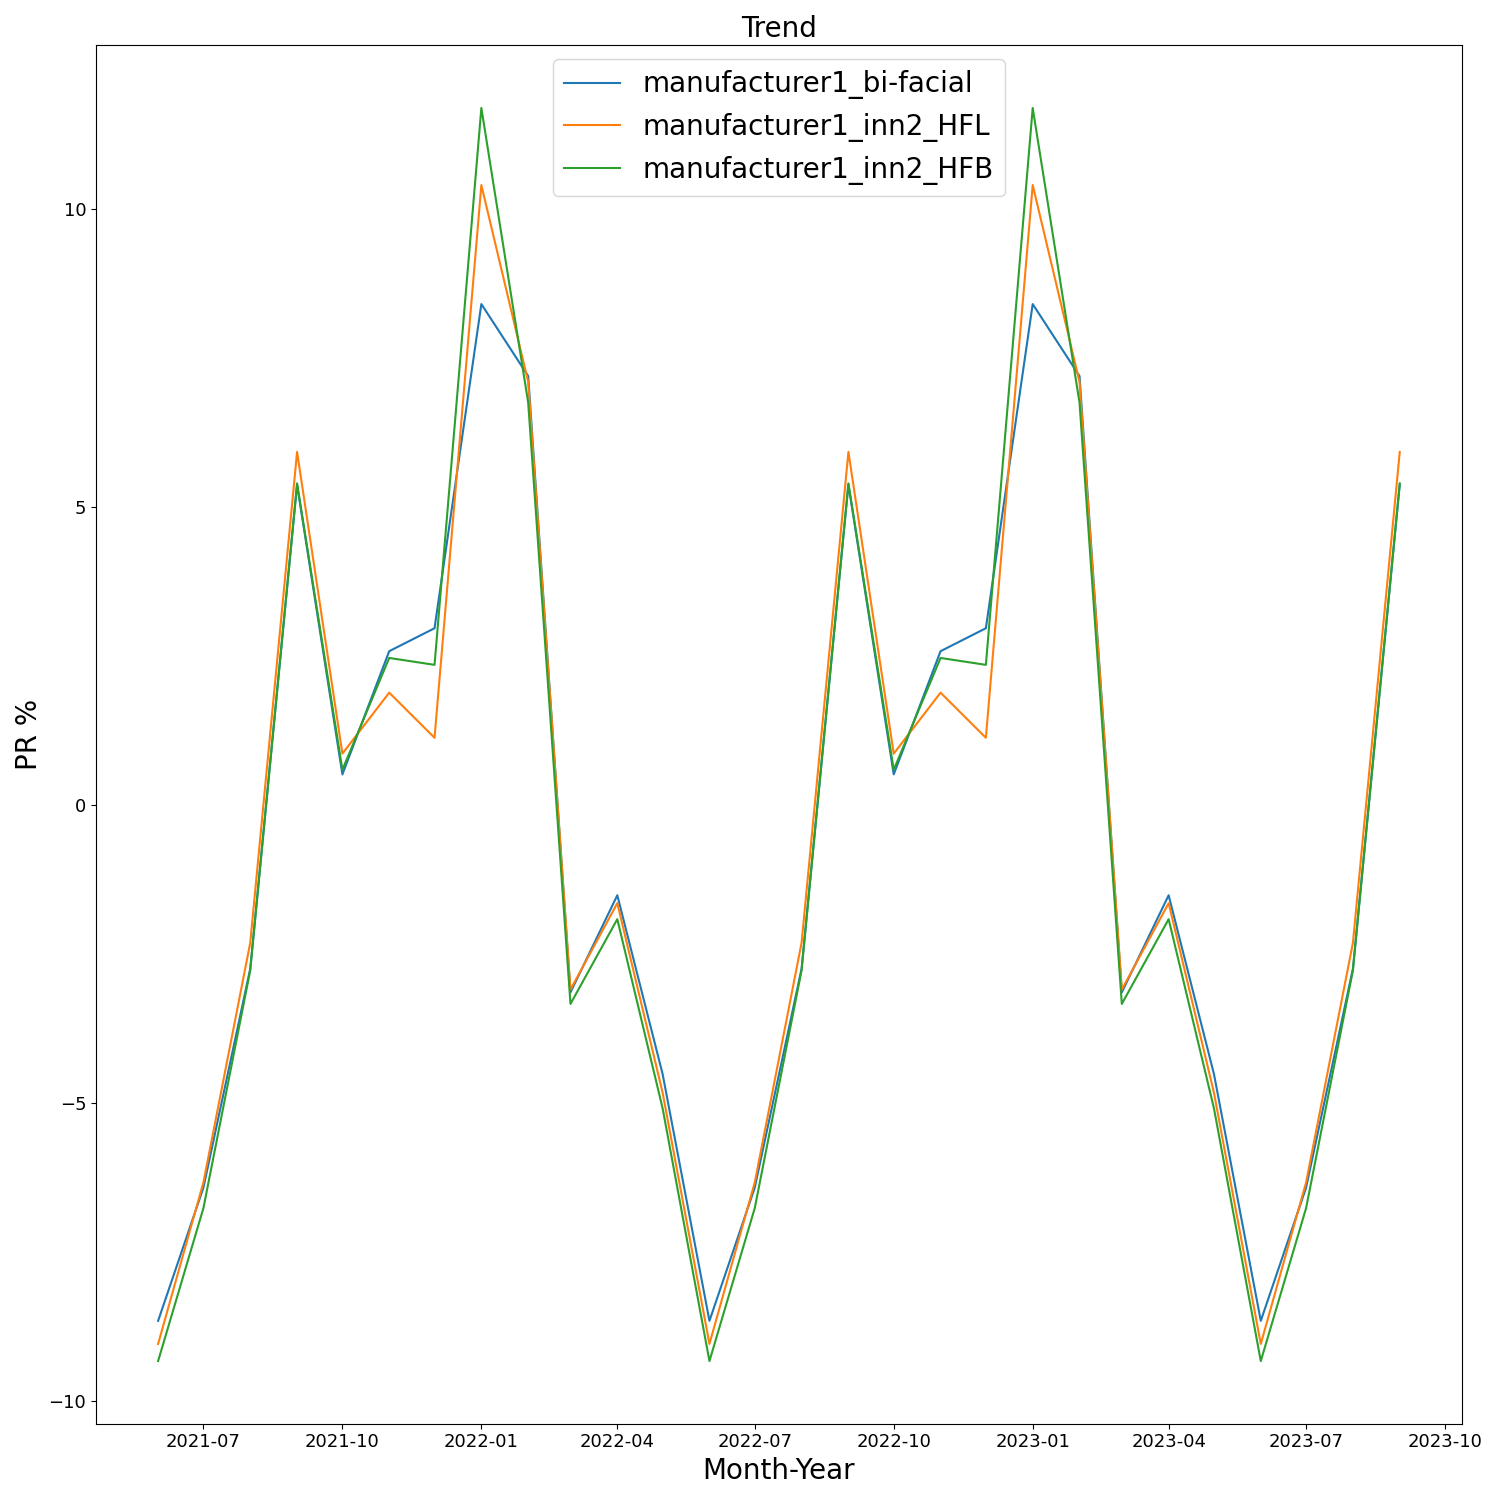 Trend
manufacturer1_bi-facial
manufacturer1_inn2_HFL
manufacturer1_inn2_HFB
PR %
10
5
0
−5
−10
2021-07 2021-10 2022-01 2022-04 2022-07 2022-10 2023-01 2023-04 2023-07 2023-10
Month-Year